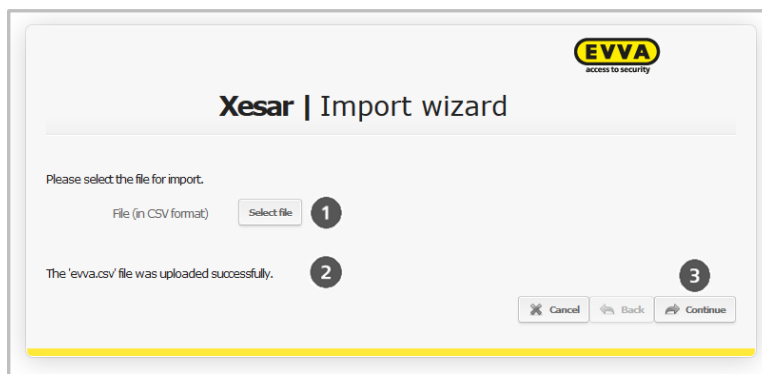 EVVA
access to security
Xesar | Import wizard
Please select the file for import.
File (in CSV format) Select file 1
The 'evva.csv' file was uploaded successfully. 2
3
Cancel Back Continue